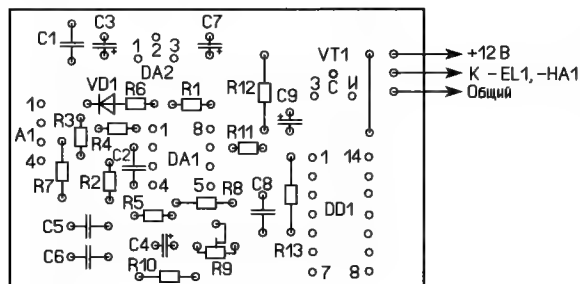 C1
C3
C7
1 2 3
DA2
VT1
+12 В
К – EL1, –HA1
Общий
VD1
R6
R1
R12
C9
З С И
1
A1
4
R3
R4
C2
1
8
DA1
4
5
R11
R7
R2
R5
R8
C8
R13
1
14
DD1
7
8
C5
C6
C4
R9
R10